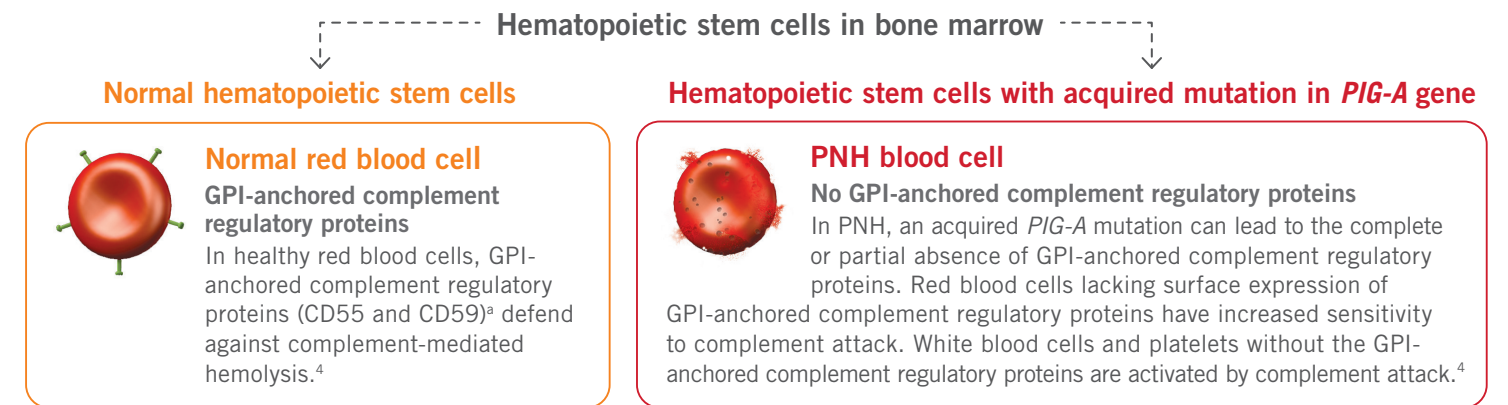 Hematopoietic stem cells in bone marrow
Normal hematopoietic stem cells
Normal red blood cell
GPI-anchored complement
regulatory proteins
In healthy red blood cells, GPI-
anchored complement regulatory
proteins (CD55 and CD59)ᵃ defend
against complement-mediated
hemolysis.⁴
Hematopoietic stem cells with acquired mutation in PIG-A gene
PNH blood cell
No GPI-anchored complement regulatory proteins
In PNH, an acquired PIG-A mutation can lead to the complete
or partial absence of GPI-anchored complement regulatory
proteins. Red blood cells lacking surface expression of
GPI-anchored complement regulatory proteins have increased sensitivity
to complement attack. White blood cells and platelets without the GPI-
anchored complement regulatory proteins are activated by complement attack.⁴